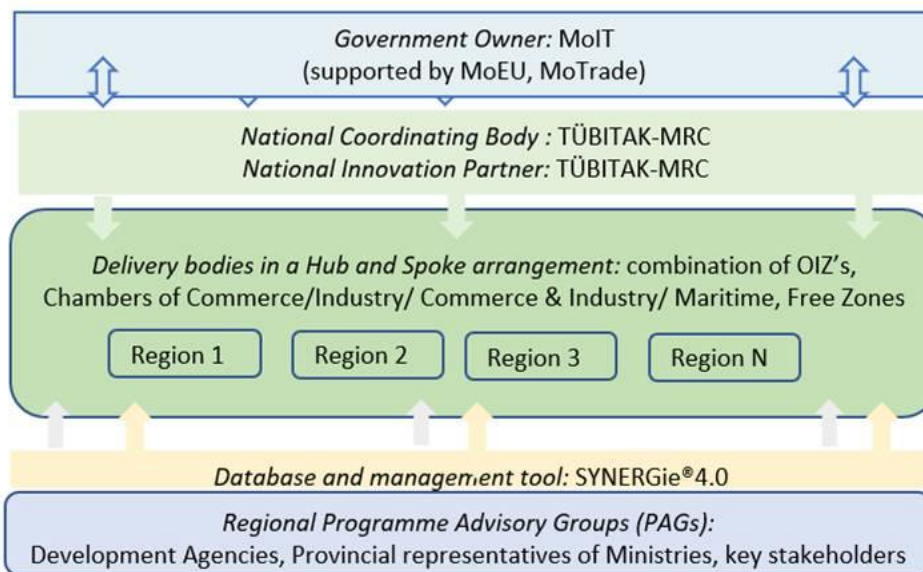 Government Owner: MoIT
(supported by MoEU, MoTrade)
National Coordinating Body : TÜBITAK-MRC
National Innovation Partner: TÜBITAK-MRC
Delivery bodies in a Hub and Spoke arrangement: combination of OIZ's,
Chambers of Commerce/Industry/ Commerce & Industry/ Maritime, Free Zones
Region 1
Region 2
Region 3
Region N
Database and management tool: SYNERGie®4.0
Regional Programme Advisory Groups (PAGs):
Development Agencies, Provincial representatives of Ministries, key stakeholders